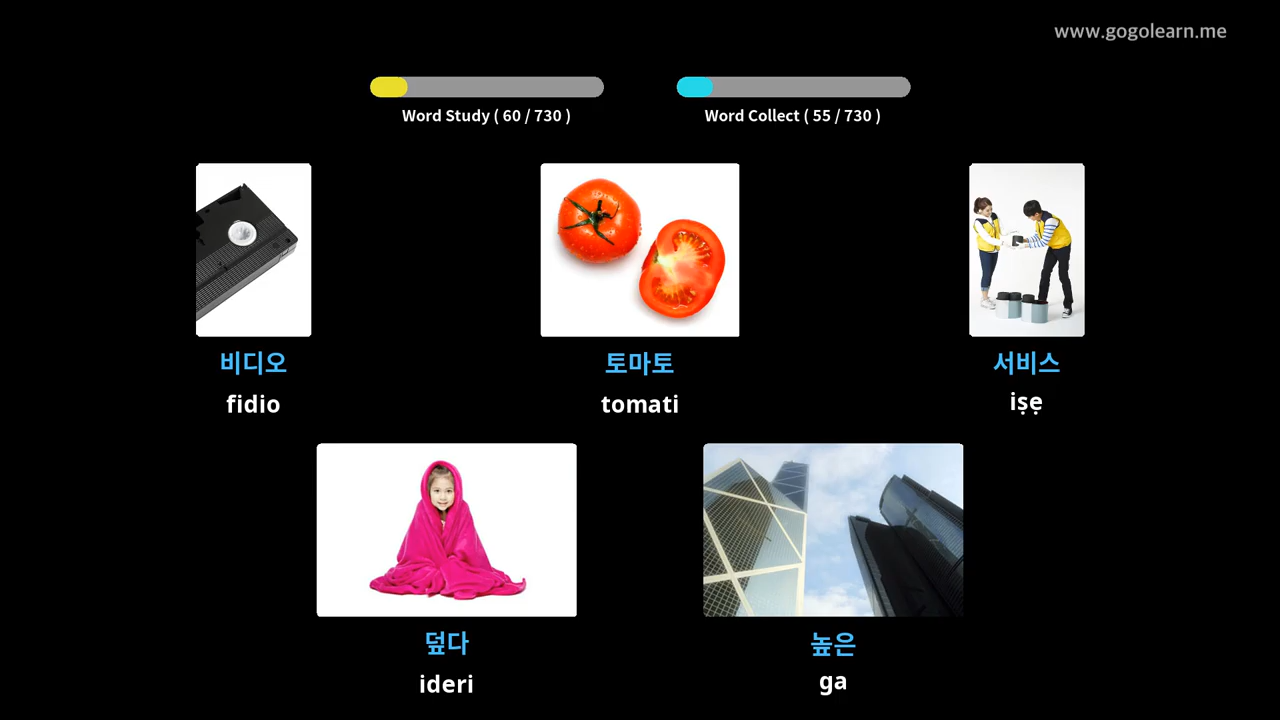 www.gogolearn.me
Word Study ( 60 / 730 )
Word Collect ( 55 / 730 )
비디오
토마토
서비스
fidio
tomati
iṣẹ
덮다
높은
ideri
ga